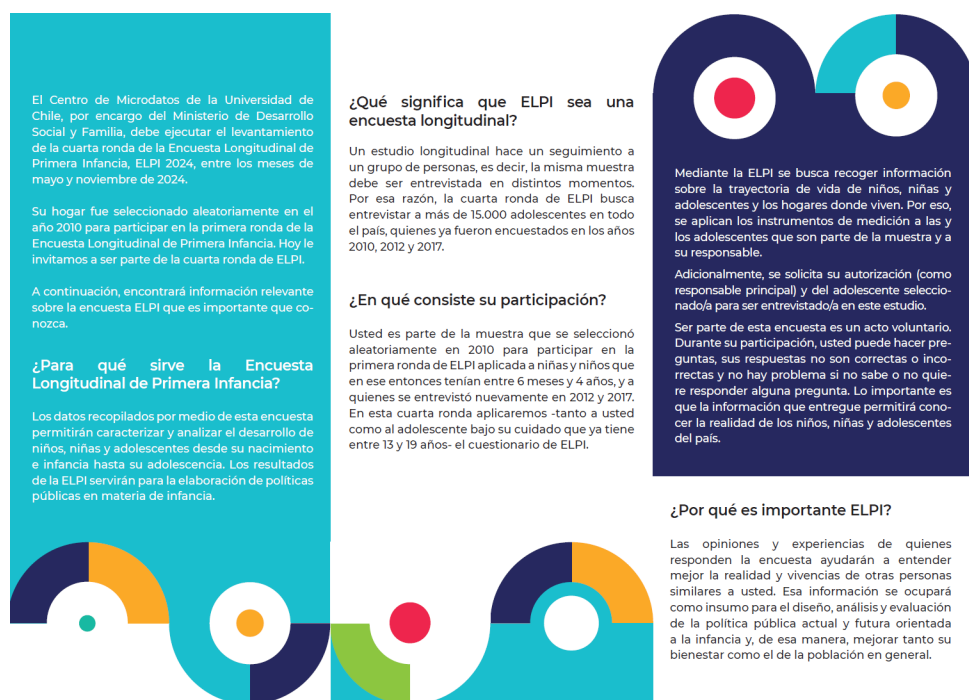 El Centro de Microdatos de la Universidad de
Chile, por encargo del Ministerio de Desarrollo
Social y Familia, debe ejecutar el levantamiento
de la cuarta ronda de la Encuesta Longitudinal de
Primera Infancia, ELPI 2024, entre los meses de
mayo y noviembre de 2024.
Su hogar fue seleccionado aleatoriamente en el
año 2010 para participar en la primera ronda de la
Encuesta Longitudinal de Primera Infancia. Hoy le
invitamos a ser parte de la cuarta ronda de ELPI.
A continuación, encontrará información relevante
sobre la encuesta ELPI que es importante que co-
nozca.
¿Para qué sirve la Encuesta
Longitudinal de Primera Infancia?
Los datos recopilados por medio de esta encuesta
permitirán caracterizar y analizar el desarrollo de
niños, niñas y adolescentes desde su nacimiento
e infancia hasta su adolescencia. Los resultados
de la ELPI servirán para la elaboración de políticas
públicas en materia de infancia.
¿Qué significa que ELPI sea una
encuesta longitudinal?
Un estudio longitudinal hace un seguimiento a
un grupo de personas, es decir, la misma muestra
debe ser entrevistada en distintos momentos.
Por esa razón, la cuarta ronda de ELPI busca
entrevistar a más de 15.000 adolescentes en todo
el país, quienes ya fueron encuestados en los años
2010, 2012 y 2017.
¿En qué consiste su participación?
Usted es parte de la muestra que se seleccionó
aleatoriamente en 2010 para participar en la
primera ronda de ELPI aplicada a niñas y niños que
en ese entonces tenían entre 6 meses y 4 años, y a
quienes se entrevistó nuevamente en 2012 y 2017.
En esta cuarta ronda aplicaremos -tanto a usted
como al adolescente bajo su cuidado que ya tiene
entre 13 y 19 años- el cuestionario de ELPI.
Mediante la ELPI se busca recoger información
sobre la trayectoria de vida de niños, niñas y
adolescentes y los hogares donde viven. Por eso,
se aplican los instrumentos de medición a las y
los adolescentes que son parte de la muestra y a
su responsable.
Adicionalmente, se solicita su autorización (como
responsable principal) y del adolescente seleccio-
nado/a para ser entrevistado/a en este estudio.
Ser parte de esta encuesta es un acto voluntario.
Durante su participación, usted puede hacer pre-
guntas, sus respuestas no son correctas o inco-
rrectas y no hay problema si no sabe o no quie-
re responder alguna pregunta. Lo importante es
que la información que entregue permitirá cono-
cer la realidad de los niños, niñas y adolescentes
del país.
¿Por qué es importante ELPI?
Las opiniones y experiencias de quienes
responden la encuesta ayudarán a entender
mejor la realidad y vivencias de otras personas
similares a usted. Esa información se ocupará
como insumo para el diseño, análisis y evaluación
de la política pública actual y futura orientada
a la infancia y, de esa manera, mejorar tanto su
bienestar como el de la población en general.